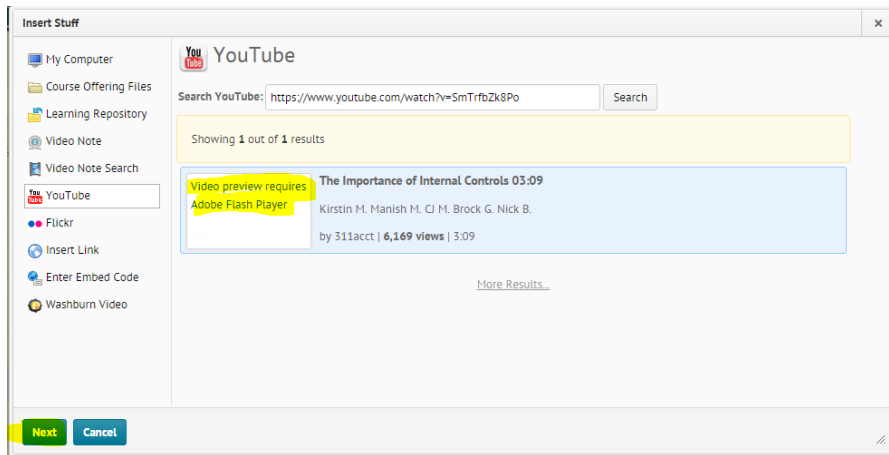 Insert Stuff
×
My Computer
Course Offering Files
Learning Repository
Video Note
Video Note Search
You Tube YouTube
Flickr
Insert Link
Enter Embed Code
Washburn Video
You Tube YouTube
Search YouTube: https://www.youtube.com/watch?v=SmTrfbZk8Po Search
Showing 1 out of 1 results
Video preview requires
Adobe Flash Player
The Importance of Internal Controls 03:09
Kirstin M. Manish M. CJ M. Brock G. Nick B.
by 311acct | 6,169 views | 3:09
More Results...
Next Cancel